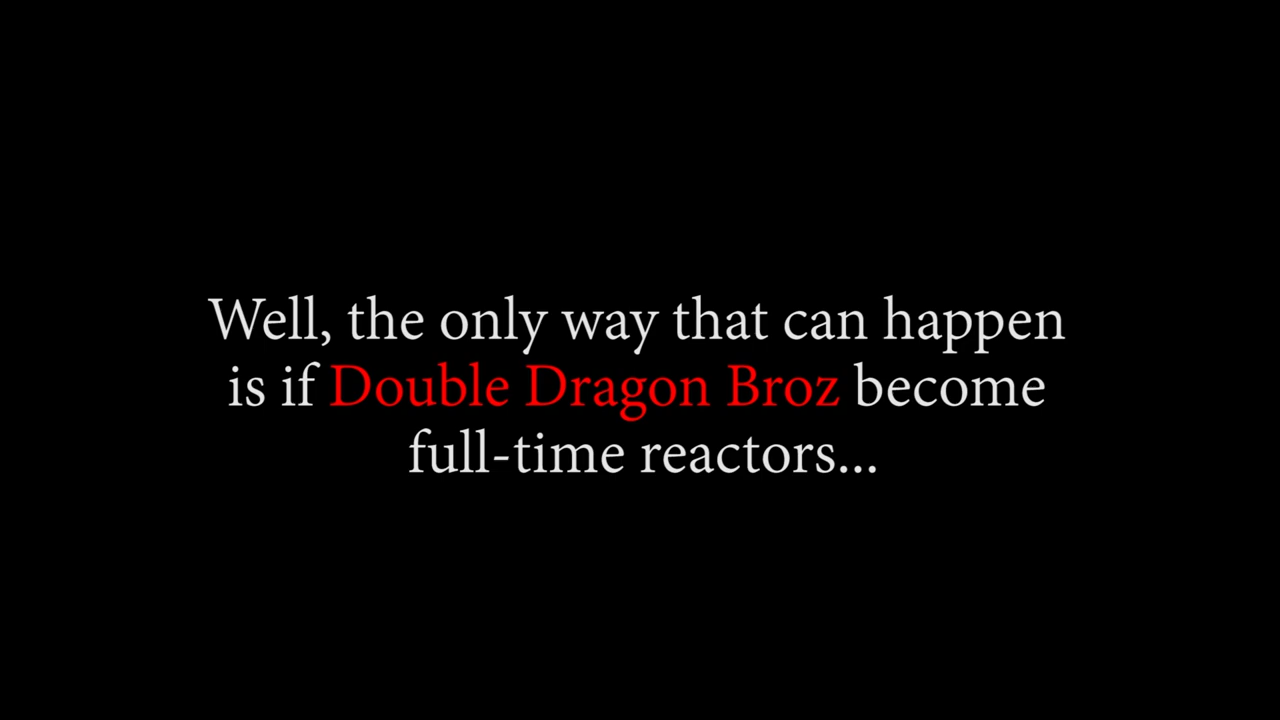 Well, the only way that can happen
is if Double Dragon Broz become
full-time reactors...